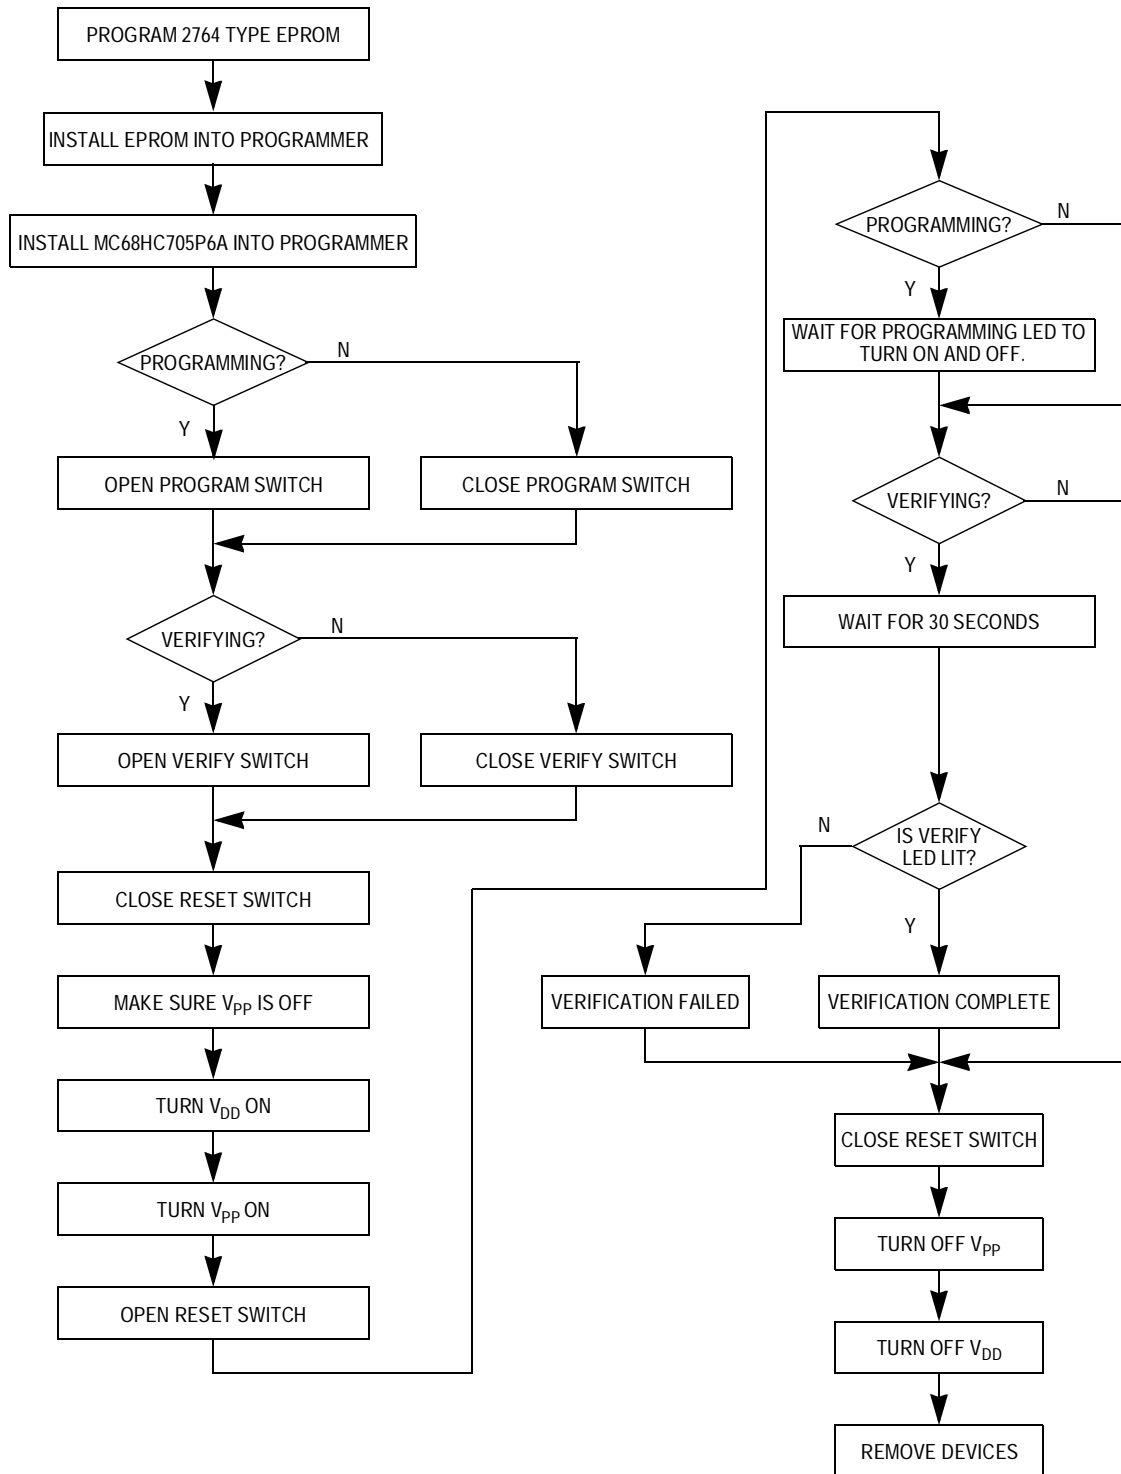 PROGRAM 2764 TYPE EPROM
INSTALL EPROM INTO PROGRAMMER
INSTALL MC68HC705P6A INTO PROGRAMMER
PROGRAMMING?
N
Y
OPEN PROGRAM SWITCH
CLOSE PROGRAM SWITCH
VERIFYING?
N
Y
OPEN VERIFY SWITCH
CLOSE VERIFY SWITCH
CLOSE RESET SWITCH
MAKE SURE VPP IS OFF
TURN VDD ON
TURN VPP ON
OPEN RESET SWITCH
PROGRAMMING?
N
Y
WAIT FOR PROGRAMMING LED TO
TURN ON AND OFF.
VERIFYING?
N
Y
WAIT FOR 30 SECONDS
IS VERIFY
LED LIT?
N
Y
VERIFICATION FAILED
VERIFICATION COMPLETE
CLOSE RESET SWITCH
TURN OFF VPP
TURN OFF VDD
REMOVE DEVICES